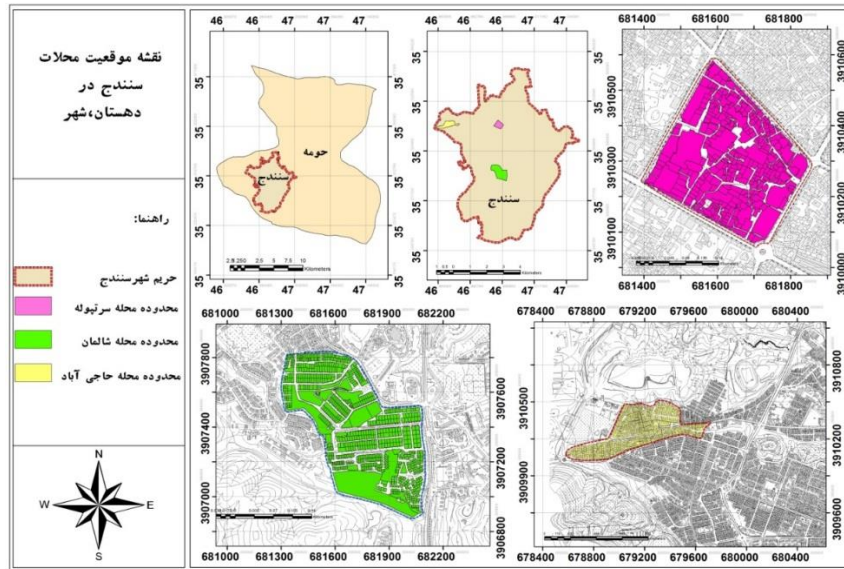 نقشه موقعیت محلات
سنندج در
دهستان،شهر
راهنما:
حریم شهرسنندج
محدوده محله سرتپوله
محدوده محله شالمان
محدوده محله حاجی آباد
N
W E
S
46 46 47 47
35 35 35 35
حومه
سنندج
Kilometers
46 46 47 47
46 46 46 47 47
35 35 35 35
سنندج
Kilometers
46 46 46 47 47
681400 681600 681800
3910600
3910500
3910400
3910300
3910200
3910100
3910000
681400 681600 681800
681000 681300 681600 681900 682200
3907800
3907600
3907400
3907200
3907000
3906800
681000 681300 681600 681900 682200
678400 678800 679200 679600 680000 680400
3910800
3910500
3910200
3909900
3909600
678400 678800 679200 679600 680000 680400